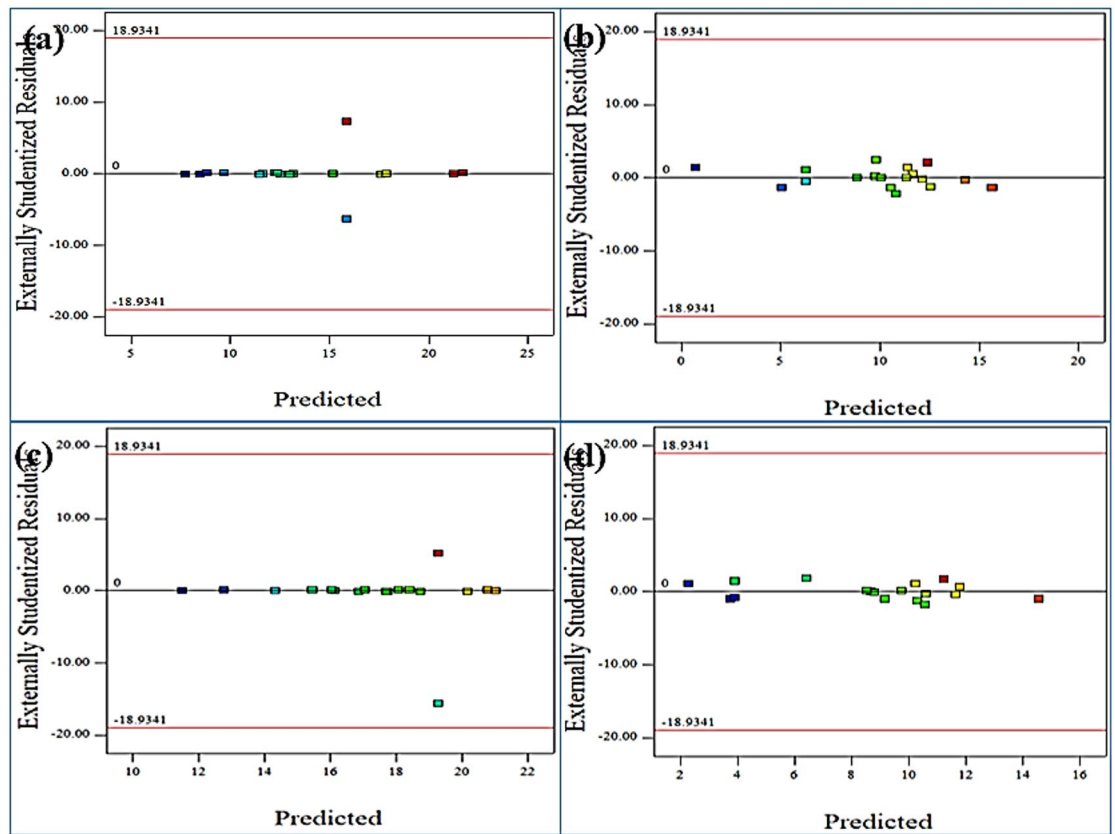 (a)
Externally Studentized Residuals
20.00
18.9341
10.00
0
0.00
-10.00
-18.9341
-20.00
5 10 15 20 25
Predicted
(b)
Externally Studentized Residuals
20.00
18.9341
10.00
0
0.00
-10.00
-18.9341
-20.00
0 5 10 15 20
Predicted
(c)
Externally Studentized Residuals
20.00
18.9341
10.00
0
0.00
-10.00
-18.9341
-20.00
10 12 14 16 18 20 22
Predicted
(d)
Externally Studentized Residuals
20.00
18.9341
10.00
0
0.00
-10.00
-18.9341
-20.00
2 4 6 8 10 12 14 16
Predicted